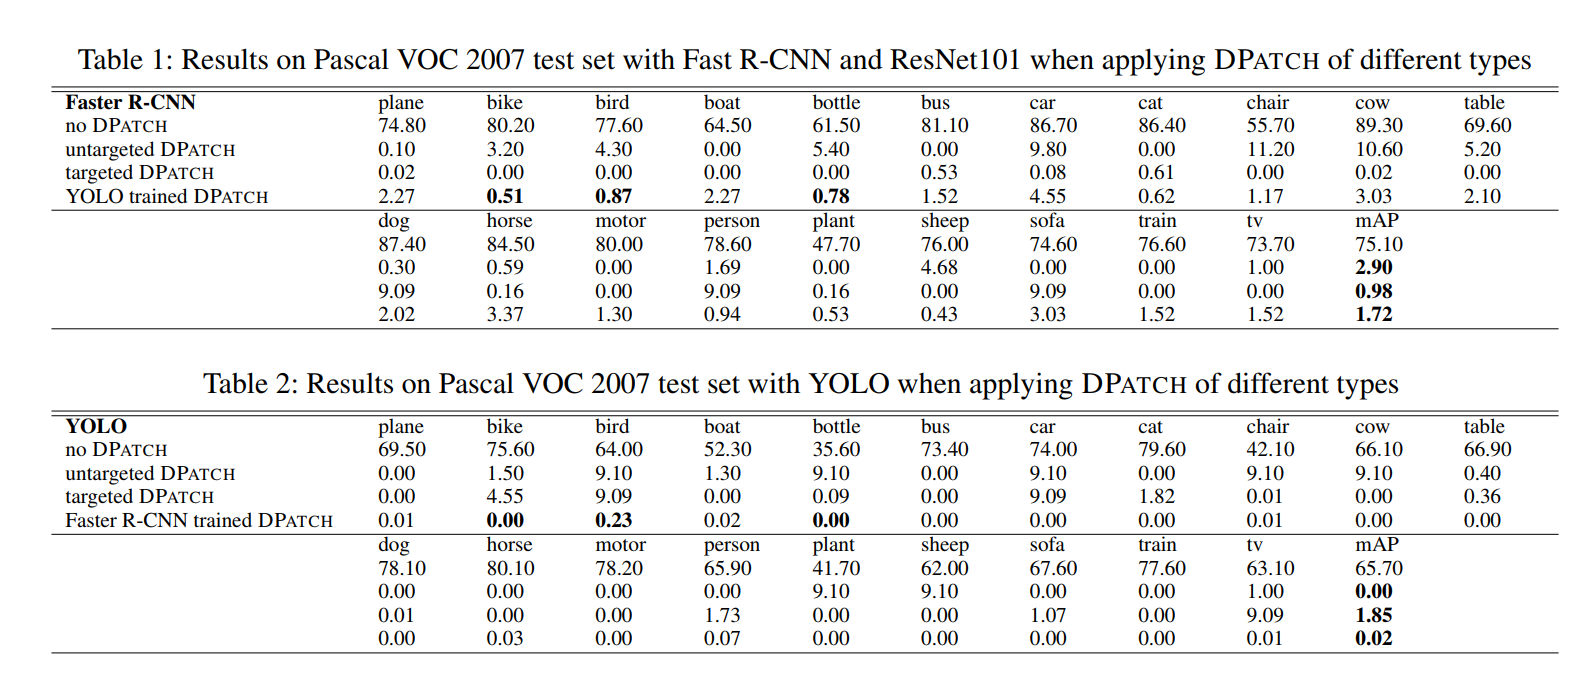 Table 1: Results on Pascal VOC 2007 test set with Fast R-CNN and ResNet101 when applying DPATCH of different types
Faster R-CNN plane bike bird boat bottle bus car cat chair cow table
no DPATCH 74.80 80.20 77.60 64.50 61.50 81.10 86.70 86.40 55.70 89.30 69.60
untargeted DPATCH 0.10 3.20 4.30 0.00 5.40 0.00 9.80 0.00 11.20 10.60 5.20
targeted DPATCH 0.02 0.00 0.00 0.00 0.00 0.53 0.08 0.61 0.00 0.02 0.00
YOLO trained DPATCH 2.27 0.51 0.87 2.27 0.78 1.52 4.55 0.62 1.17 3.03 2.10
dog horse motor person plant sheep sofa train tv mAP
87.40 84.50 80.00 78.60 47.70 76.00 74.60 76.60 73.70 75.10
0.30 0.59 0.00 1.69 0.00 4.68 0.00 0.00 1.00 2.90
9.09 0.16 0.00 9.09 0.16 0.00 9.09 0.00 0.00 0.98
2.02 3.37 1.30 0.94 0.53 0.43 3.03 1.52 1.52 1.72
Table 2: Results on Pascal VOC 2007 test set with YOLO when applying DPATCH of different types
YOLO plane bike bird boat bottle bus car cat chair cow table
no DPATCH 69.50 75.60 64.00 52.30 35.60 73.40 74.00 79.60 42.10 66.10 66.90
untargeted DPATCH 0.00 1.50 9.10 1.30 9.10 0.00 9.10 0.00 9.10 9.10 0.40
targeted DPATCH 0.00 4.55 9.09 0.00 0.09 0.00 9.09 1.82 0.01 0.00 0.36
Faster R-CNN trained DPATCH 0.01 0.00 0.23 0.02 0.00 0.00 0.00 0.00 0.01 0.00 0.00
dog horse motor person plant sheep sofa train tv mAP
78.10 80.10 78.20 65.90 41.70 62.00 67.60 77.60 63.10 65.70
0.00 0.00 0.00 0.00 9.10 9.10 0.00 0.00 1.00 0.00
0.01 0.00 0.00 1.73 0.00 0.00 1.07 0.00 9.09 1.85
0.00 0.03 0.00 0.07 0.00 0.00 0.00 0.00 0.01 0.02